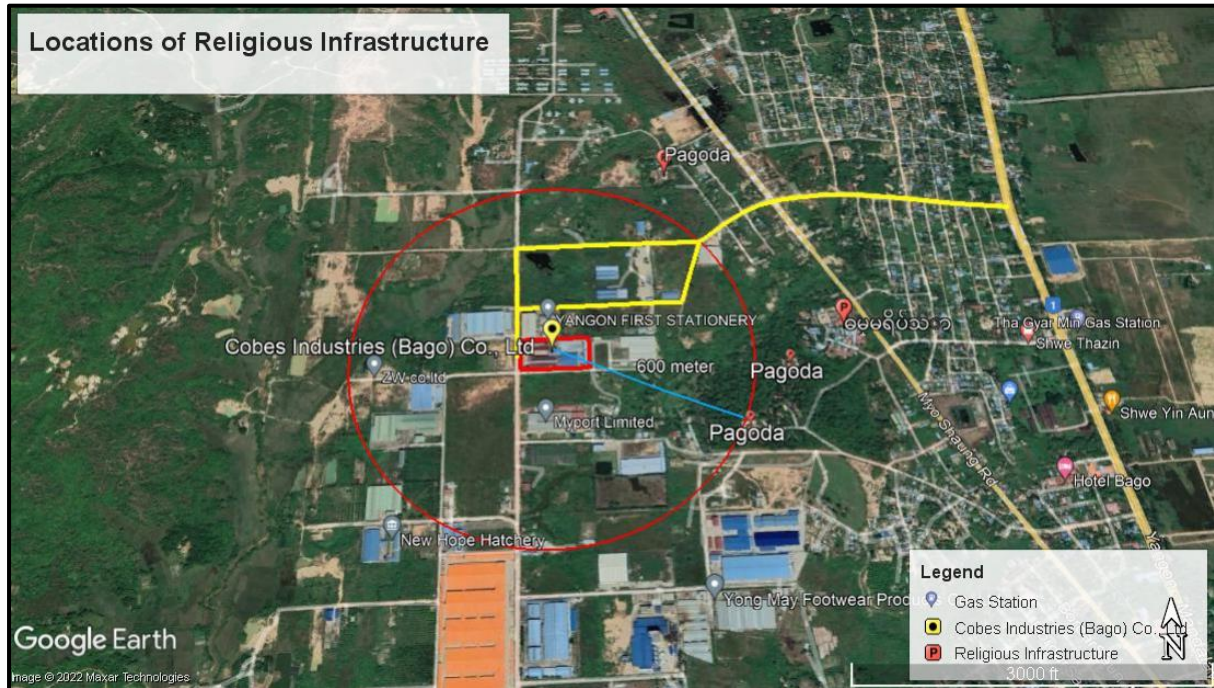 Locations of Religious Infrastructure
Pagoda
YANGON FIRST STATIONERY
Cobes Industries (Bago) Co., Ltd
ZW co.ltd
600 meter
Pagoda
Pagoda
Myport Limited
ဓမမရိပ်သာ
1
Tha Gyar Min Gas Station
Shwe Thazin
Shwe Yin Aun
Myo Shaung Rd
Hotel Bago
New Hope Hatchery
Yong May Footwear Produc
Legend
Gas Station
Cobes Industries (Bago) Co., Ltd
Religious Infrastructure
N
3000 ft
Google Earth
Image © 2022 Maxar Technologies